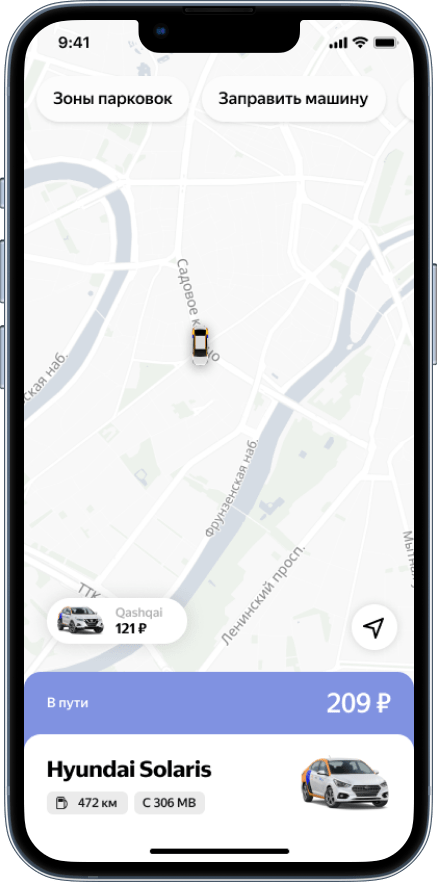 9:41
Зоны парковок
Заправить машину
Садовое к
но
ская наб.
Фрунзенская наб.
Ленинский просп.
Мытная у
ТТК
Qashqai
121 ₽
В пути
209 ₽
Hyundai Solaris
472 км
С 306 МВ